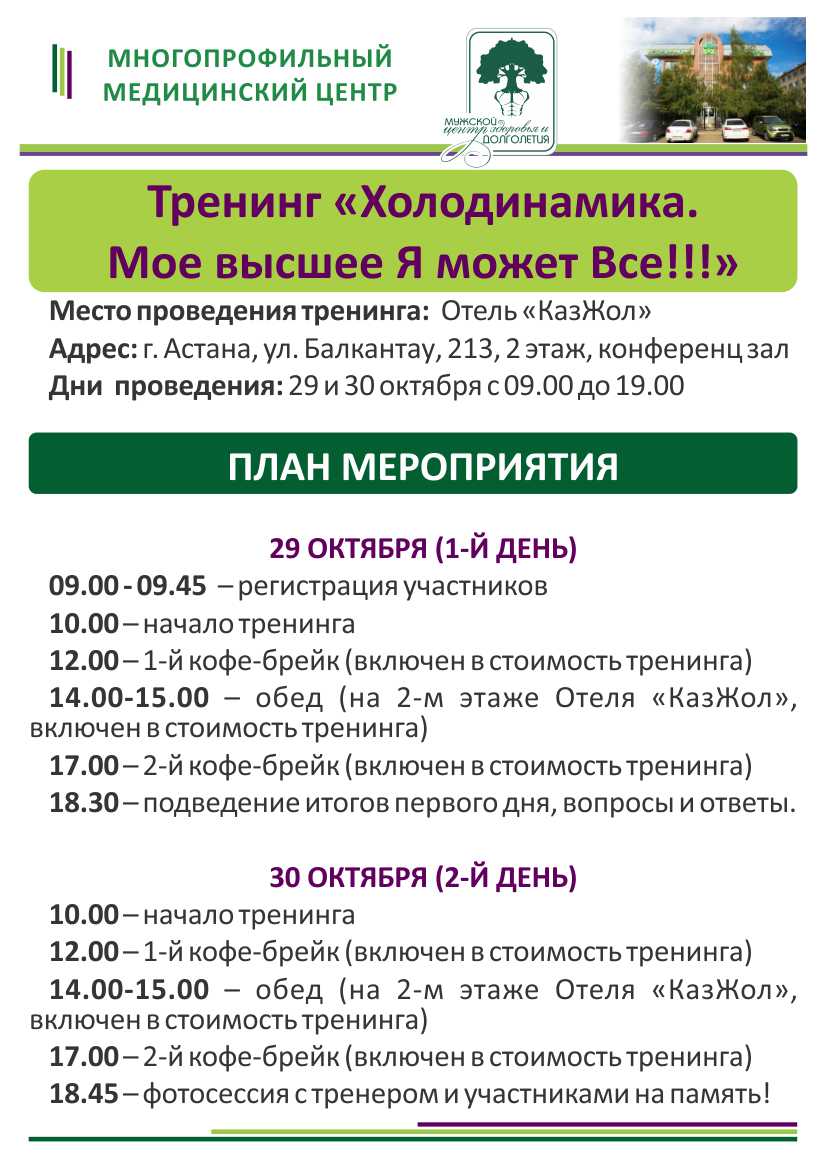 МНОГОПРОФИЛЬНЫЙ
МЕДИЦИНСКИЙ ЦЕНТР
МУЖСКОЙ
центр здоровья и
ДОЛГОЛЕТИЯ
Тренинг «Холодинамика.
Мое высшее Я может Все!!!»
Место проведения тренинга: Отель «КазЖол»
Адрес: г. Астана, ул. Балкантау, 213, 2 этаж, конференц зал
Дни проведения: 29 и 30 октября с 09.00 до 19.00
ПЛАН МЕРОПРИЯТИЯ
29 ОКТЯБРЯ (1-Й ДЕНЬ)
09.00 - 09.45 – регистрация участников
10.00 – начало тренинга
12.00 – 1-й кофе-брейк (включен в стоимость тренинга)
14.00-15.00 – обед (на 2-м этаже Отеля «КазЖол»,
включен в стоимость тренинга)
17.00 – 2-й кофе-брейк (включен в стоимость тренинга)
18.30 – подведение итогов первого дня, вопросы и ответы.
30 ОКТЯБРЯ (2-Й ДЕНЬ)
10.00 – начало тренинга
12.00 – 1-й кофе-брейк (включен в стоимость тренинга)
14.00-15.00 – обед (на 2-м этаже Отеля «КазЖол»,
включен в стоимость тренинга)
17.00 – 2-й кофе-брейк (включен в стоимость тренинга)
18.45 – фотосессия с тренером и участниками на память!